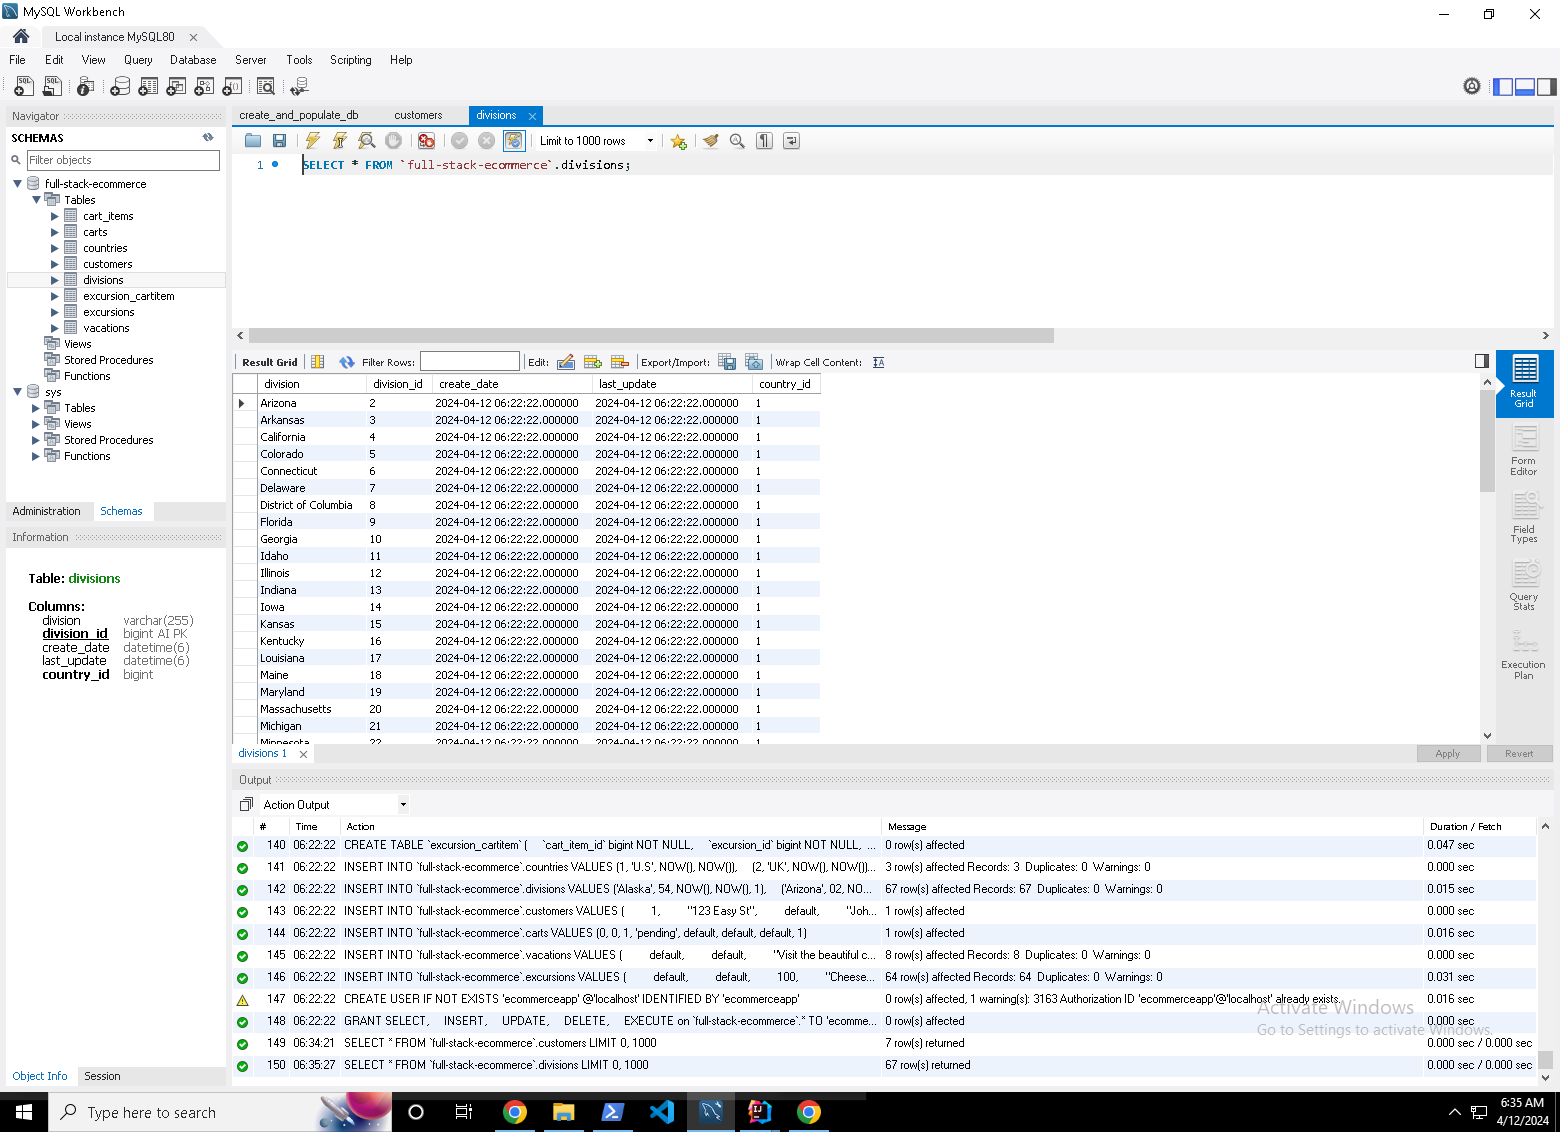 MySQL Workbench
Local instance MySQL80
File Edit View Query Database Server Tools Scripting Help
Navigator
SCHEMAS
Filter objects
full-stack-ecommerce
Tables
cart_items
carts
countries
customers
divisions
excursion_cartitem
excursions
vacations
Views
Stored Procedures
Functions
sys
Tables
Views
Stored Procedures
Functions
Administration Schemas
Information
Table: divisions
Columns:
division varchar(255)
division_id bigint AI PK
create_date datetime(6)
last_update datetime(6)
country_id bigint
Object Info Session
create_and_populate_db customers divisions
Limit to 1000 rows
1 SELECT * FROM `full-stack-ecommerce`.divisions;
Result Grid Filter Rows: Edit: Export/Import: Wrap Cell Content:
division division_id create_date last_update country_id
Arizona 2 2024-04-12 06:22:22.000000 2024-04-12 06:22:22.000000 1
Arkansas 3 2024-04-12 06:22:22.000000 2024-04-12 06:22:22.000000 1
California 4 2024-04-12 06:22:22.000000 2024-04-12 06:22:22.000000 1
Colorado 5 2024-04-12 06:22:22.000000 2024-04-12 06:22:22.000000 1
Connecticut 6 2024-04-12 06:22:22.000000 2024-04-12 06:22:22.000000 1
Delaware 7 2024-04-12 06:22:22.000000 2024-04-12 06:22:22.000000 1
District of Columbia 8 2024-04-12 06:22:22.000000 2024-04-12 06:22:22.000000 1
Florida 9 2024-04-12 06:22:22.000000 2024-04-12 06:22:22.000000 1
Georgia 10 2024-04-12 06:22:22.000000 2024-04-12 06:22:22.000000 1
Idaho 11 2024-04-12 06:22:22.000000 2024-04-12 06:22:22.000000 1
Illinois 12 2024-04-12 06:22:22.000000 2024-04-12 06:22:22.000000 1
Indiana 13 2024-04-12 06:22:22.000000 2024-04-12 06:22:22.000000 1
Iowa 14 2024-04-12 06:22:22.000000 2024-04-12 06:22:22.000000 1
Kansas 15 2024-04-12 06:22:22.000000 2024-04-12 06:22:22.000000 1
Kentucky 16 2024-04-12 06:22:22.000000 2024-04-12 06:22:22.000000 1
Louisiana 17 2024-04-12 06:22:22.000000 2024-04-12 06:22:22.000000 1
Maine 18 2024-04-12 06:22:22.000000 2024-04-12 06:22:22.000000 1
Maryland 19 2024-04-12 06:22:22.000000 2024-04-12 06:22:22.000000 1
Massachusetts 20 2024-04-12 06:22:22.000000 2024-04-12 06:22:22.000000 1
Michigan 21 2024-04-12 06:22:22.000000 2024-04-12 06:22:22.000000 1
Minnesota 22 2024-04-12 06:22:22.000000 2024-04-12 06:22:22.000000 1
Result
Grid
Form
Editor
Field
Types
Query
Stats
Execution
Plan
divisions 1 Apply Revert
Output
Action Output
# Time Action Message Duration / Fetch
140 06:22:22 CREATE TABLE `excursion_cartitem` ( `cart_item_id` bigint NOT NULL, `excursion_id` bigint NOT NULL, ... 0 row(s) affected 0.047 sec
141 06:22:22 INSERT INTO `full-stack-ecommerce`.countries VALUES (1, 'U.S', NOW(), NOW()), (2, 'UK', NOW(), NOW())... 3 row(s) affected Records: 3 Duplicates: 0 Warnings: 0 0.000 sec
142 06:22:22 INSERT INTO `full-stack-ecommerce`.divisions VALUES ('Alaska', 54, NOW(), NOW(), 1), ('Arizona', 02, NO... 67 row(s) affected Records: 67 Duplicates: 0 Warnings: 0 0.015 sec
143 06:22:22 INSERT INTO `full-stack-ecommerce`.customers VALUES ( 1, "123 Easy St", default, "Joh... 1 row(s) affected 0.000 sec
144 06:22:22 INSERT INTO `full-stack-ecommerce`.carts VALUES (0, 0, 1, 'pending', default, default, default, 1) 1 row(s) affected 0.016 sec
145 06:22:22 INSERT INTO `full-stack-ecommerce`.vacations VALUES ( default, default, "Visit the beautiful c... 8 row(s) affected Records: 8 Duplicates: 0 Warnings: 0 0.000 sec
146 06:22:22 INSERT INTO `full-stack-ecommerce`.excursions VALUES ( default, default, 100, "Cheese... 64 row(s) affected Records: 64 Duplicates: 0 Warnings: 0 0.031 sec
147 06:22:22 CREATE USER IF NOT EXISTS 'ecommerceapp'@'localhost' IDENTIFIED BY 'ecommerceapp' 0 row(s) affected, 1 warning(s): 3163 Authorization ID 'ecommerceapp'@'localhost' already exists. 0.016 sec
148 06:22:22 GRANT SELECT, INSERT, UPDATE, DELETE, EXECUTE on `full-stack-ecommerce`.* TO 'ecomme... 0 row(s) affected 0.000 sec
149 06:34:21 SELECT * FROM `full-stack-ecommerce`.customers LIMIT 0, 1000 7 row(s) returned 0.000 sec / 0.000 sec
150 06:35:27 SELECT * FROM `full-stack-ecommerce`.divisions LIMIT 0, 1000 67 row(s) returned 0.000 sec / 0.000 sec
Activate Windows
Go to Settings to activate Windows.
Type here to search
6:35 AM
4/12/2024